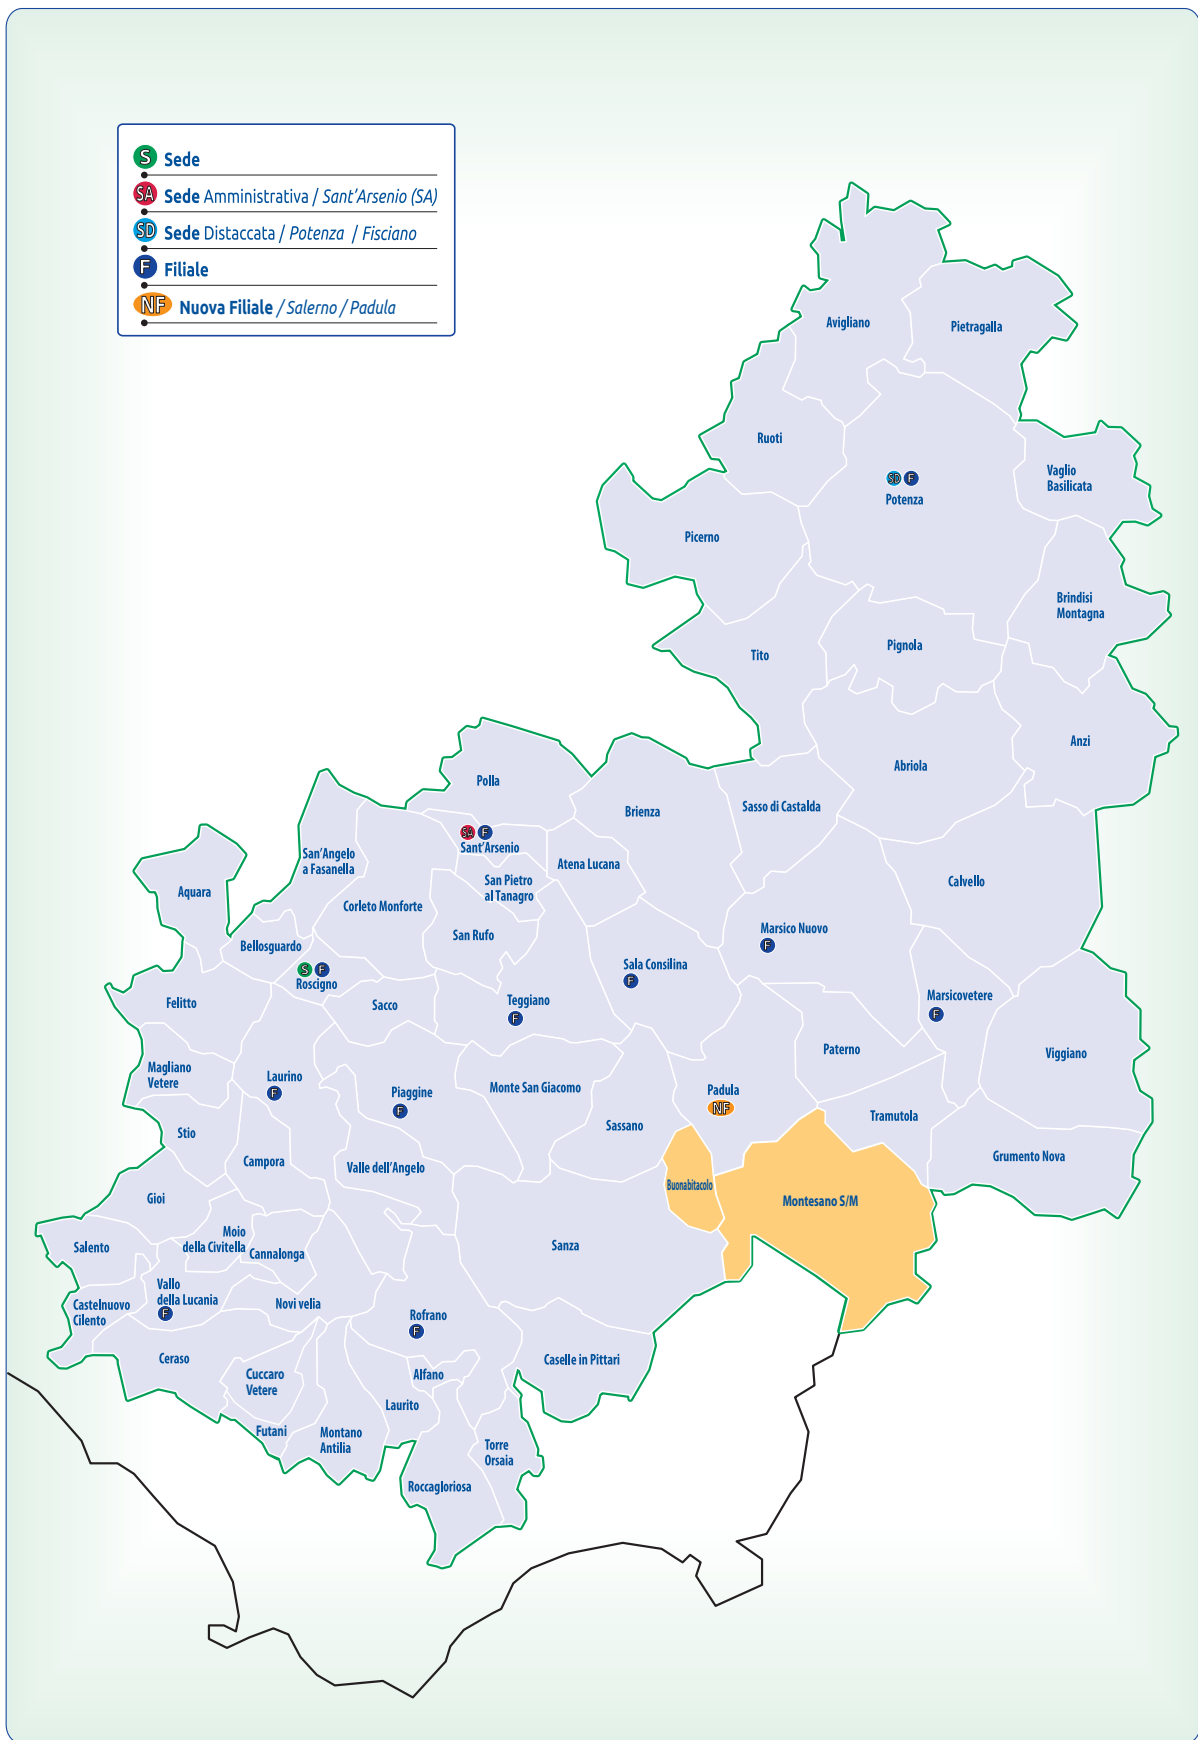 S Sede
SA Sede Amministrativa / Sant'Arsenio (SA)
SD Sede Distaccata / Potenza / Fisciano
F Filiale
NF Nuova Filiale / Salerno / Padula
Avigliano
Pietragalla
Ruoti
Vaglio
Basilicata
SD F
Potenza
Picerno
Brindisi
Montagna
Pignola
Tito
Anzi
Abriola
Polla
Brienza
Sasso di Castalda
SA F
Sant'Arsenio
San'Angelo
a Fasanella
Atena Lucana
San Pietro
al Tanagro
Calvello
Aquara
Corleto Monforte
Marsico Nuovo
F
San Rufo
Bellosguardo
Sala Consilina
F
S F
Roscigno
Marsicovetere
F
Felitto
Sacco
Teggiano
F
Paterno
Viggiano
Magliano
Vetere
Laurino
F
Piaggine
F
Monte San Giacomo
Padula
NF
Tramutola
Sassano
Stio
Grumento Nova
Campora
Valle dell'Angelo
Buonabitacolo
Gioi
Montesano S/M
Moio
della Civitella
Salento
Cannalonga
Sanza
Vallo
della Lucania
F
Castelnuovo
Cilento
Novi velia
Rofrano
F
Ceraso
Caselle in Pittari
Cuccaro
Vetere
Alfano
Laurito
Futani
Montano
Antilia
Torre
Orsaia
Roccagloriosa